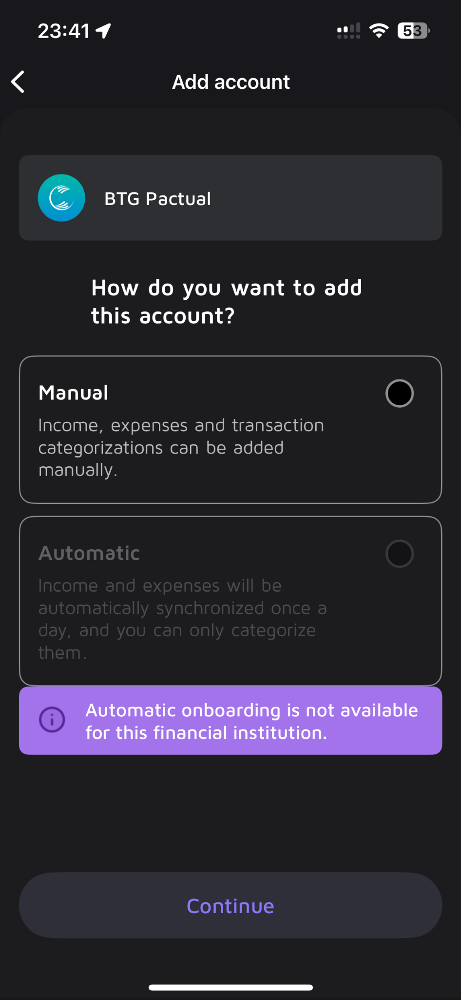 23:41
53
Add account
BTG Pactual
How do you want to add
this account?
Manual
Income, expenses and transaction
categorizations can be added
manually.
Automatic
Income and expenses will be
automatically synchronized once a
day, and you can only categorize
them.
Automatic onboarding is not available
for this financial institution.
Continue